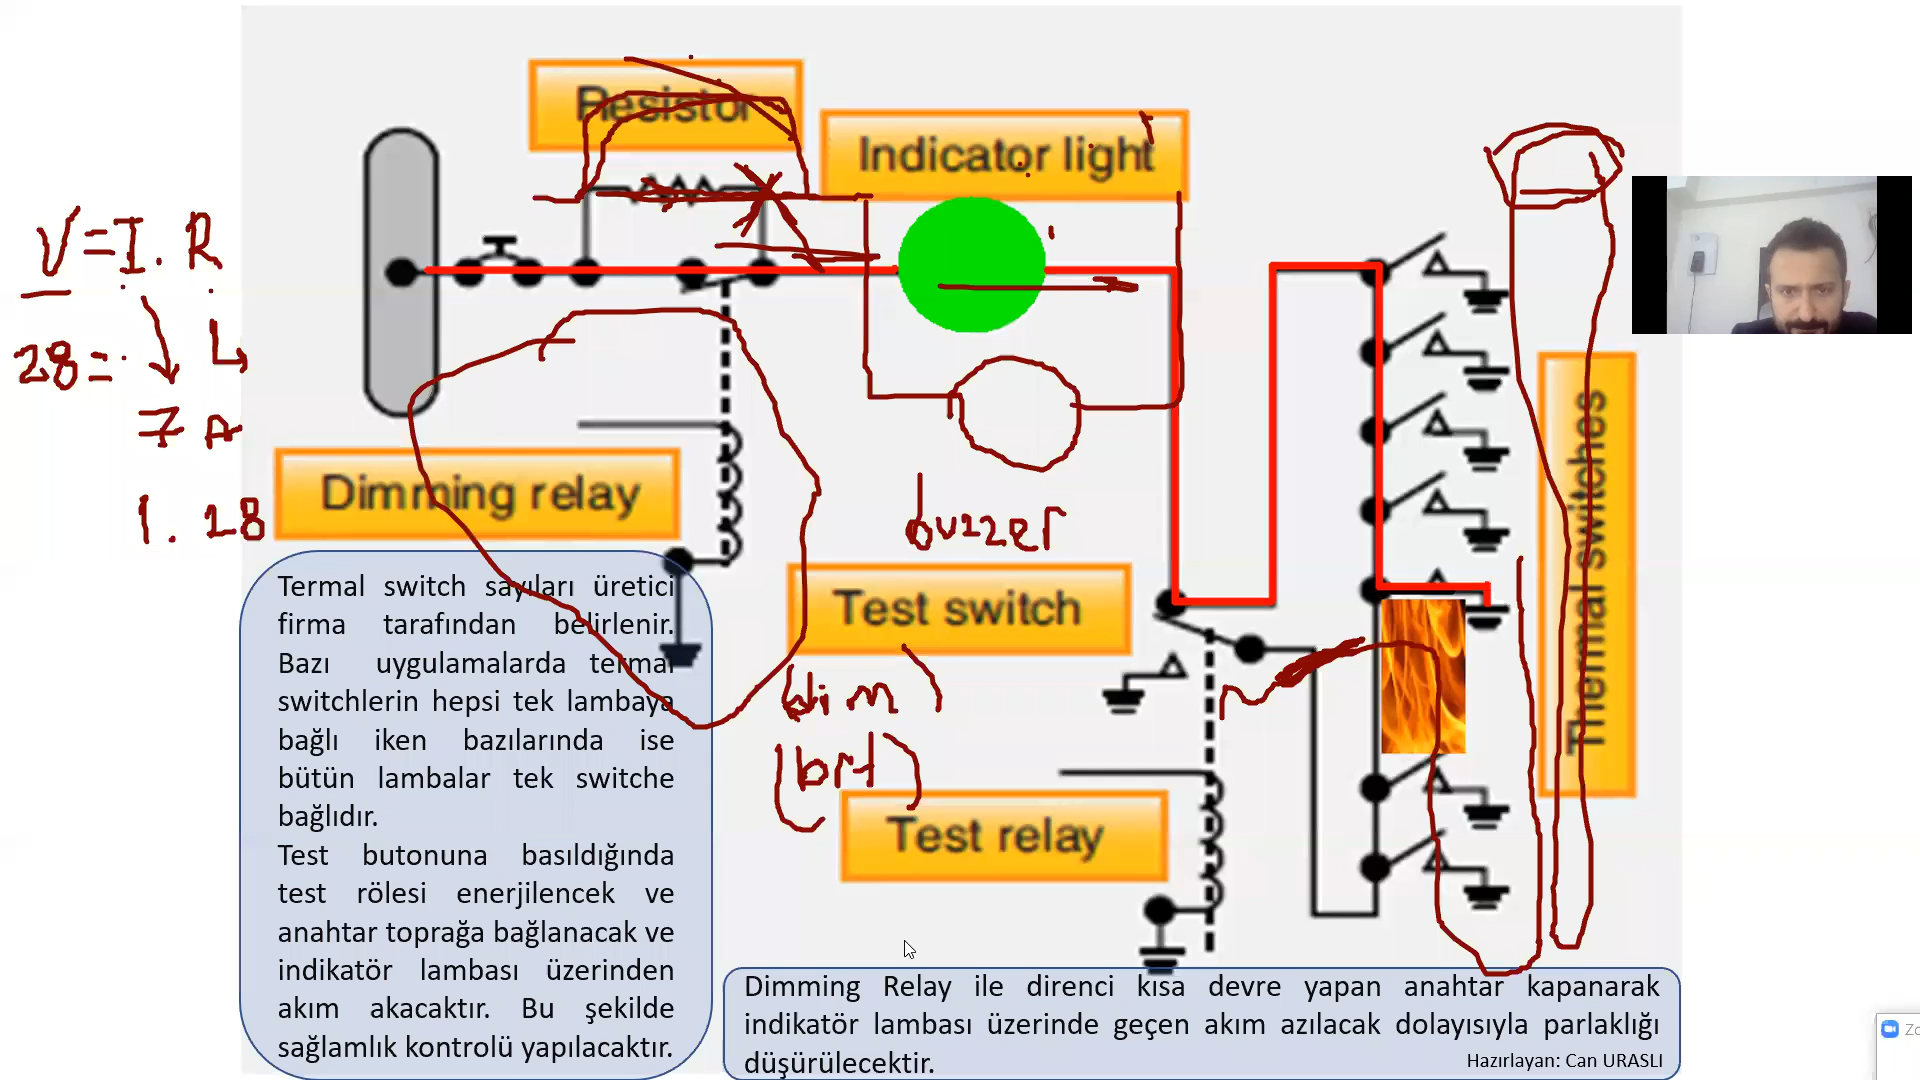 Resistor
Indicator light
V = I . R
28 =
7 A
1 . 28
Dimming relay
buzzer
Thermal switches
Test switch
dim
brt
Test relay
Termal switch sayıları üretici
firma tarafından belirlenir.
Bazı uygulamalarda termal
switchlerin hepsi tek lambaya
bağlı iken bazılarında ise
bütün lambalar tek switche
bağlıdır.
Test butonuna basıldığında
test rölesi enerjilencek ve
anahtar toprağa bağlanacak ve
indikatör lambası üzerinden
akım akacaktır. Bu şekilde
sağlamlık kontrolü yapılacaktır.
Dimming Relay ile direnci kısa devre yapan anahtar kapanarak
indikatör lambası üzerinde geçen akım azılacak dolayısıyla parlaklığı
düşürülecektir.
Hazırlayan: Can URASLI